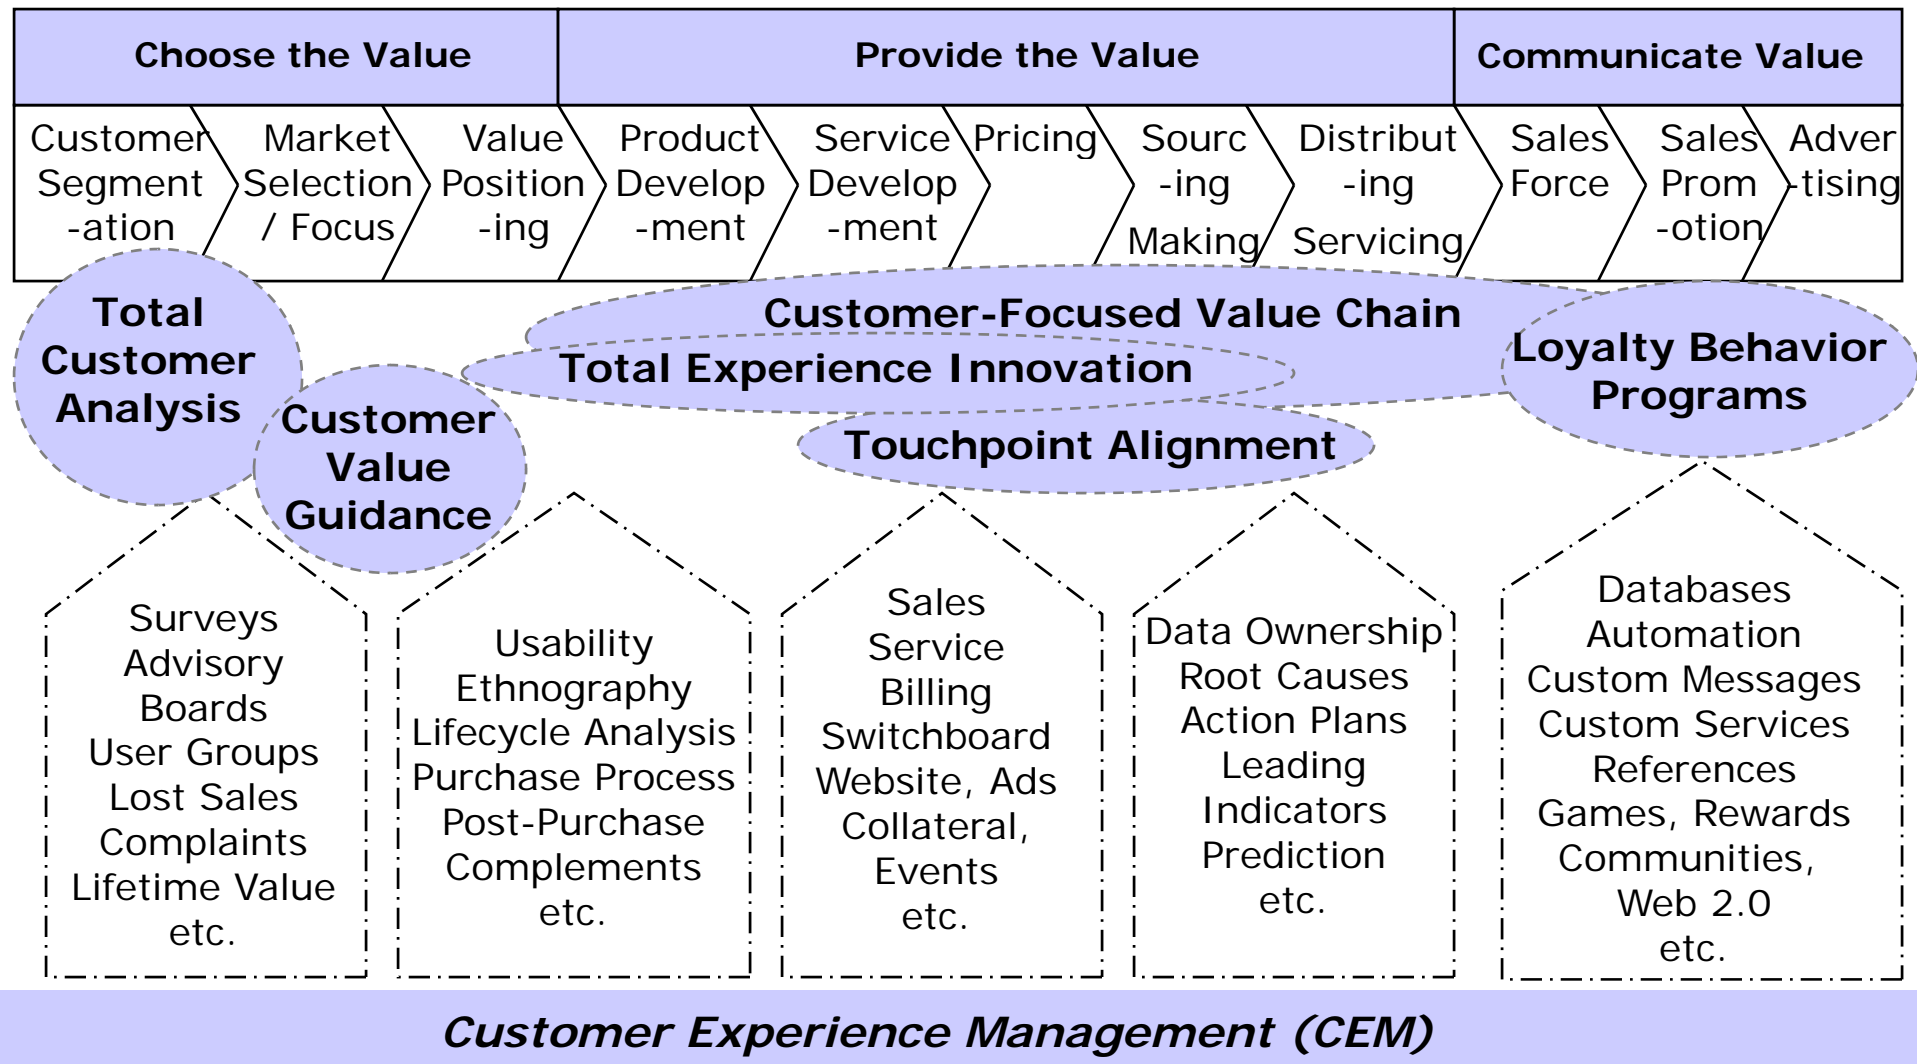 Choose the Value
Provide the Value
Communicate Value
Customer
Segment
-ation
Market
Selection
/ Focus
Value
Position
-ing
Product
Develop
-ment
Service
Develop
-ment
Pricing
Sourc
-ing
Making
Distribut
-ing
Servicing
Sales
Force
Sales
Prom
-otion
Adver
-tising
Total
Customer
Analysis
Customer
Value
Guidance
Customer-Focused Value Chain
Total Experience Innovation
Touchpoint Alignment
Loyalty Behavior
Programs
Surveys
Advisory
Boards
User Groups
Lost Sales
Complaints
Lifetime Value
etc.
Usability
Ethnography
Lifecycle Analysis
Purchase Process
Post-Purchase
Complements
etc.
Sales
Service
Billing
Switchboard
Website, Ads
Collateral,
Events
etc.
Data Ownership
Root Causes
Action Plans
Leading
Indicators
Prediction
etc.
Databases
Automation
Custom Messages
Custom Services
References
Games, Rewards
Communities,
Web 2.0
etc.
Customer Experience Management (CEM)